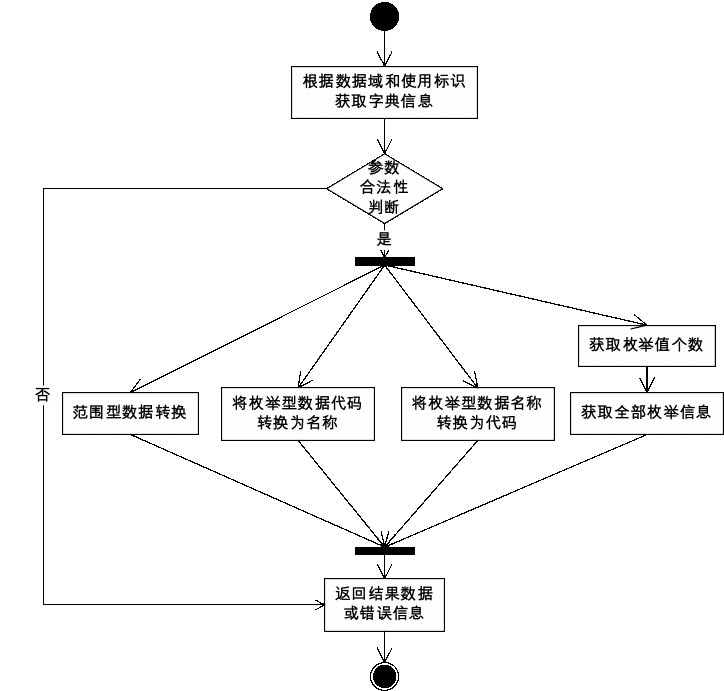 根据数据域和使用标识
获取字典信息
参数
合法性
判断
是
获取枚举值个数
否
范围型数据转换
将枚举型数据代码
转换为名称
将枚举型数据名称
转换为代码
获取全部枚举信息
返回结果数据
或错误信息